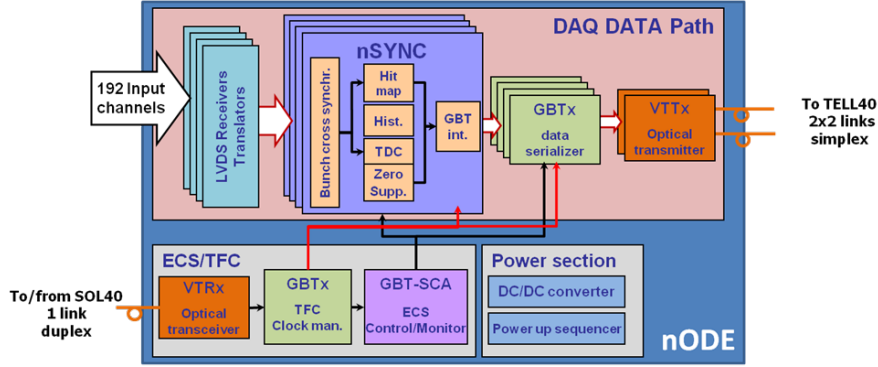 DAQ DATA Path
192 Input
channels
LVDS Receivers
Translators
nSYNC
Bunch cross synchr.
Hit
map
Hist.
TDC
Zero
Supp.
GBT
int.
GBTx
data
serializer
VTTx
Optical
transmitter
To TELL40
2x2 links
simplex
ECS/TFC
VTRx
Optical
transceiver
GBTx
TFC
Clock man.
GBT-SCA
ECS
Control/Monitor
To/from SOL40
1 link
duplex
Power section
DC/DC converter
Power up sequencer
nODE